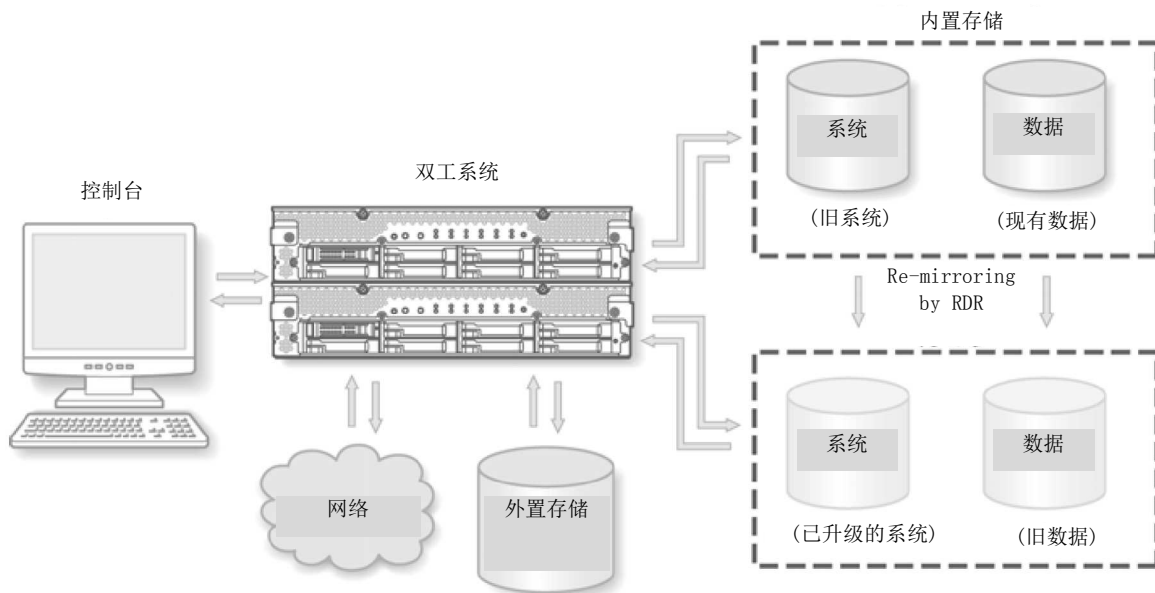 内置存储
系统
数据
(旧系统)
(现有数据)
双工系统
控制台
Re-mirroring
by RDR
系统
数据
(已升级的系统)
(旧数据)
网络
外置存储